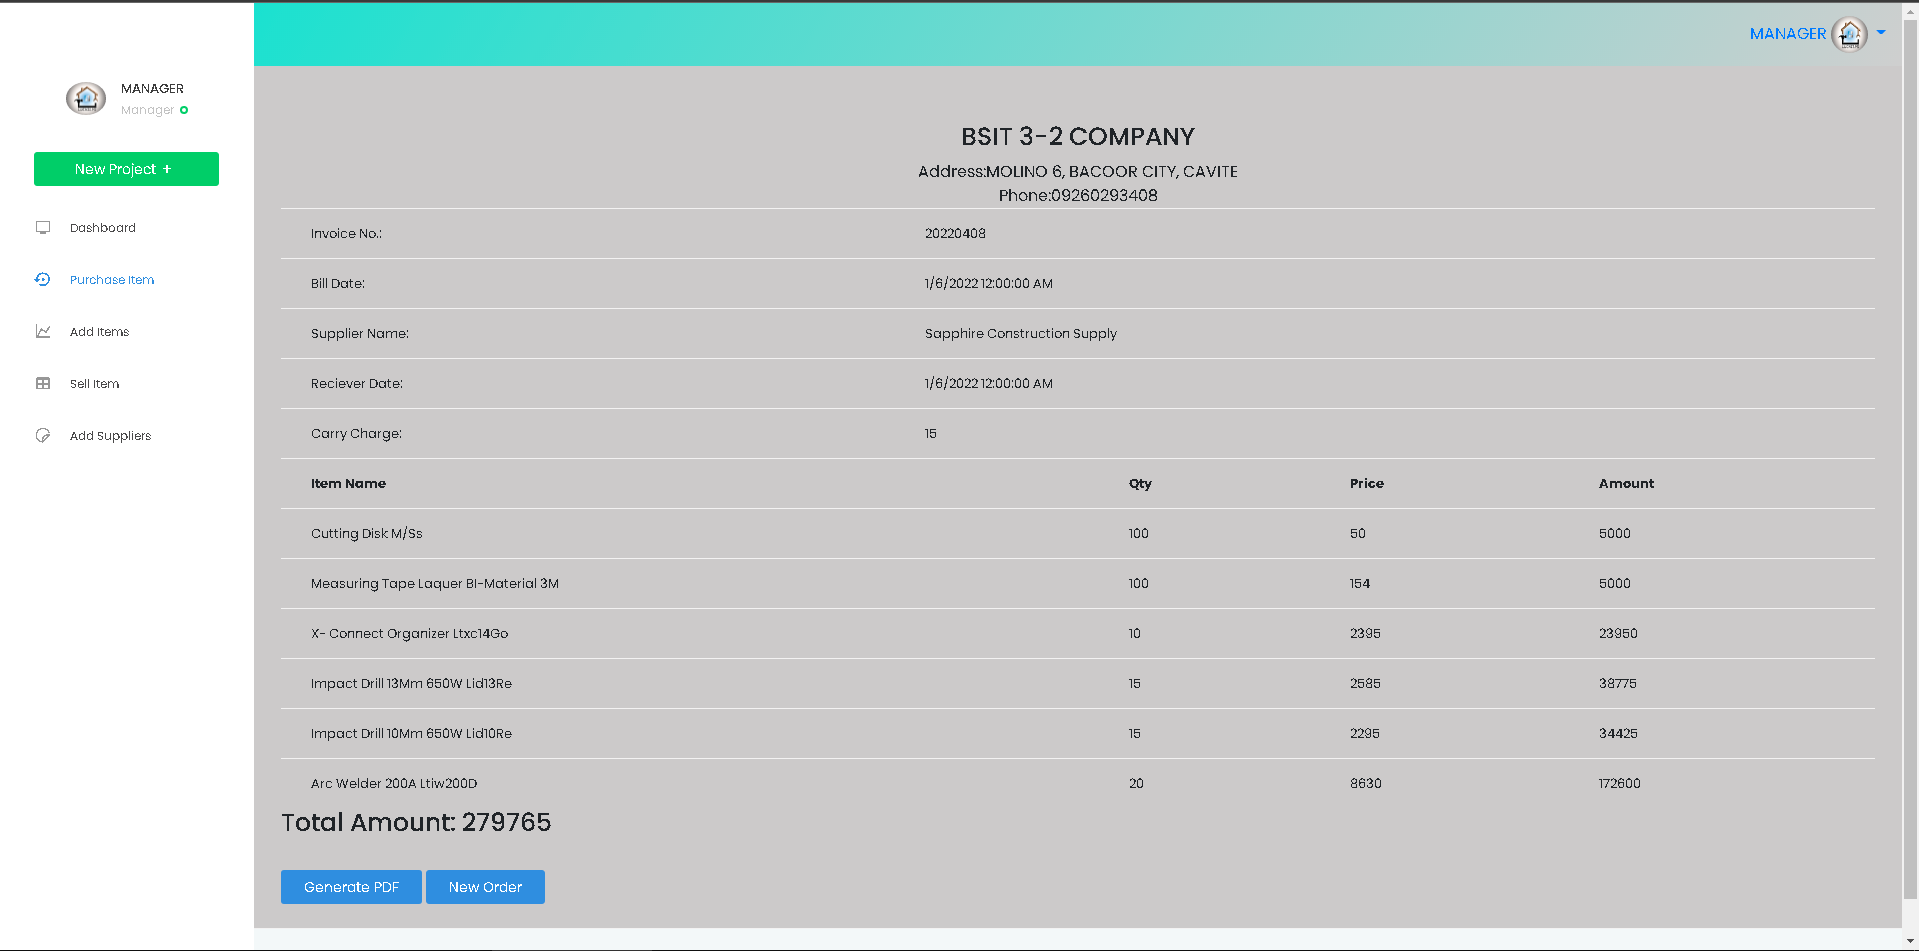 MANAGER
MANAGER
Manager
New Project +
Dashboard
Purchase Item
Add Items
Sell Item
Add Suppliers
BSIT 3-2 COMPANY
Address:MOLINO 6, BACOOR CITY, CAVITE
Phone:09260293408
Invoice No.: 20220408
Bill Date: 1/6/2022 12:00:00 AM
Supplier Name: Sapphire Construction Supply
Reciever Date: 1/6/2022 12:00:00 AM
Carry Charge: 15
Item Name Qty Price Amount
Cutting Disk M/Ss 100 50 5000
Measuring Tape Laquer BI-Material 3M 100 154 5000
X- Connect Organizer Ltxc14Go 10 2395 23950
Impact Drill 13Mm 650W Lid13Re 15 2585 38775
Impact Drill 10Mm 650W Lid10Re 15 2295 34425
Arc Welder 200A Ltiw200D 20 8630 172600
Total Amount: 279765
Generate PDF New Order